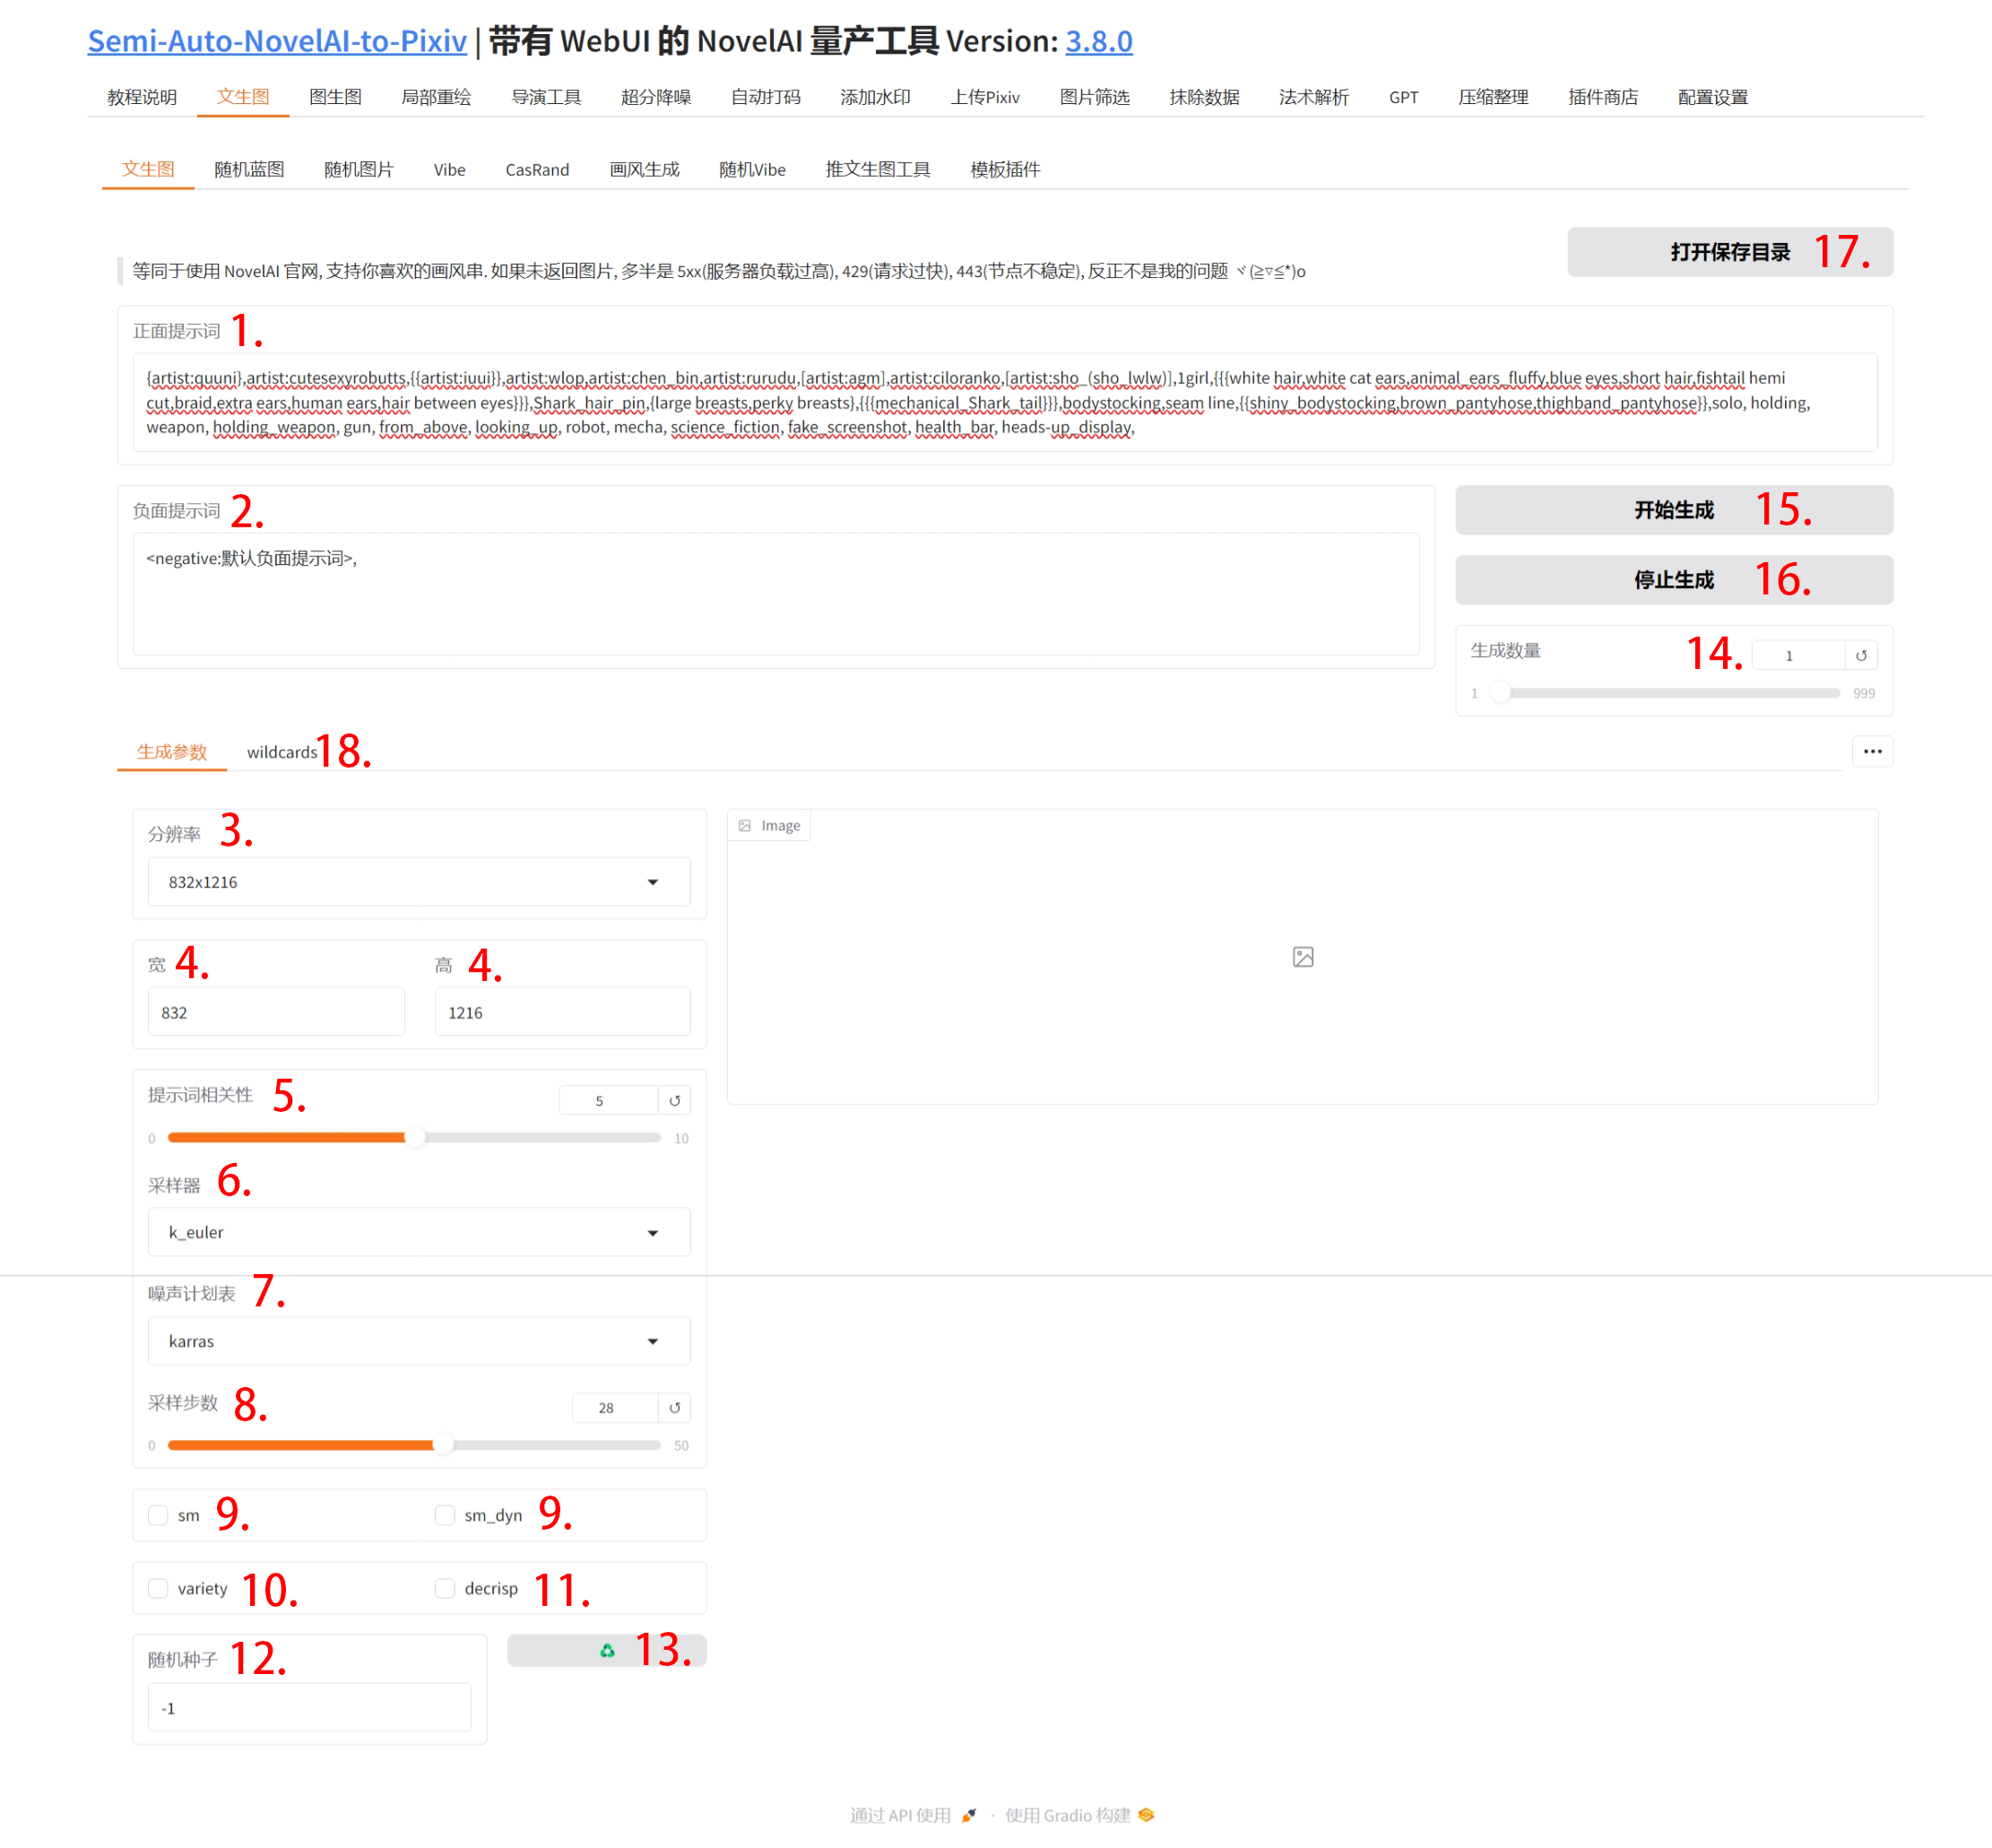 Semi-Auto-NovelAI-to-Pixiv | 带有 WebUI 的 NovelAI 量产工具 Version: 3.8.0
教程说明 文生图 图生图 局部重绘 导演工具 超分降噪 自动打码 添加水印 上传Pixiv 图片筛选 抹除数据 法术解析 GPT 压缩整理 插件商店 配置设置
文生图 随机蓝图 随机图片 Vibe CasRand 画风生成 随机Vibe 推文生图工具 模板插件
打开保存目录 17.
等同于使用 NovelAI 官网, 支持你喜欢的画风串. 如果未返回图片, 多半是 5xx(服务器负载过高), 429(请求过快), 443(节点不稳定), 反正不是我的问题 ヾ(≧▽≦*)o
正面提示词 1.
{artist:quuni},artist:cutesexyrobutts,{{artist:iuui}},artist:wlop,artist:chen_bin,artist:rurudu,[artist:agm],artist:ciloranko,[artist:sho_(sho_lwlw)],1girl,{{{white hair,white cat ears,animal_ears_fluffy,blue eyes,short hair,fishtail hemi
cut,braid,extra ears,human ears,hair between eyes}}},Shark_hair_pin,{large breasts,perky breasts},{{{mechanical_Shark_tail}}},bodystocking,seam line,{{shiny_bodystocking,brown_pantyhose,thighband_pantyhose}},solo, holding,
weapon, holding_weapon, gun, from_above, looking_up, robot, mecha, science_fiction, fake_screenshot, health_bar, heads-up_display,
负面提示词 2.
<negative:默认负面提示词>,
开始生成 15.
停止生成 16.
生成数量 14. 1 ↺
1 999
生成参数 wildcards 18. ...
分辨率 3.
832x1216
Image
宽 4. 高 4.
832 1216
提示词相关性 5. 5 ↺
0 10
采样器 6.
k_euler
噪声计划表 7.
karras
采样步数 8. 28 ↺
0 50
sm 9. sm_dyn 9.
variety 10. decrisp 11.
随机种子 12. ♻ 13.
-1
通过 API 使用 · 使用 Gradio 构建